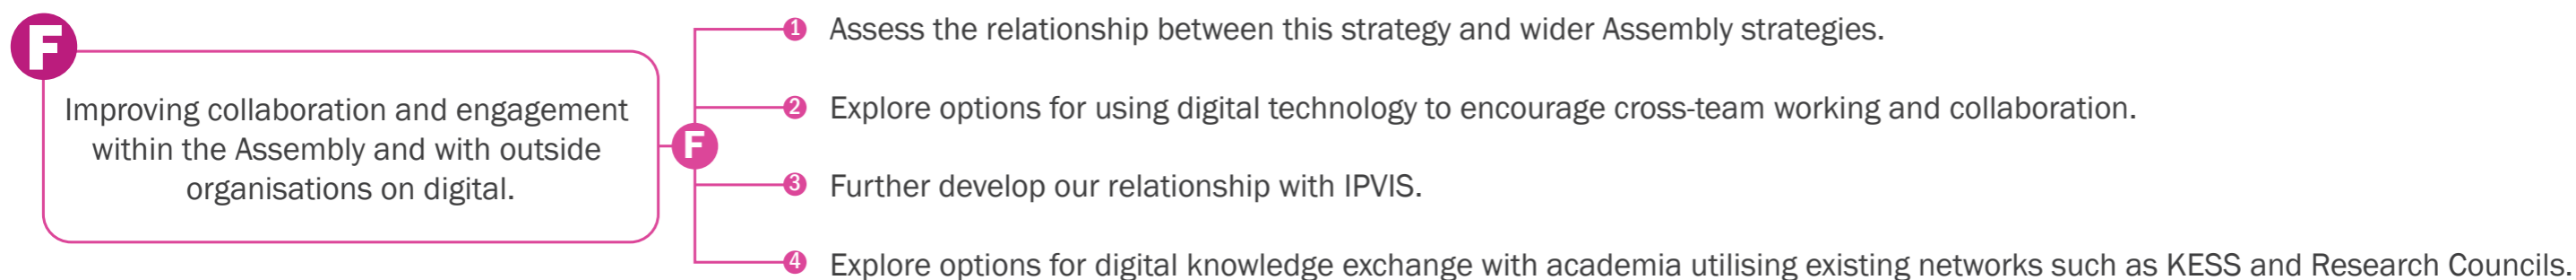 F
Improving collaboration and engagement
within the Assembly and with outside
organisations on digital.
F
1 Assess the relationship between this strategy and wider Assembly strategies.
2 Explore options for using digital technology to encourage cross-team working and collaboration.
3 Further develop our relationship with IPVIS.
4 Explore options for digital knowledge exchange with academia utilising existing networks such as KESS and Research Councils.